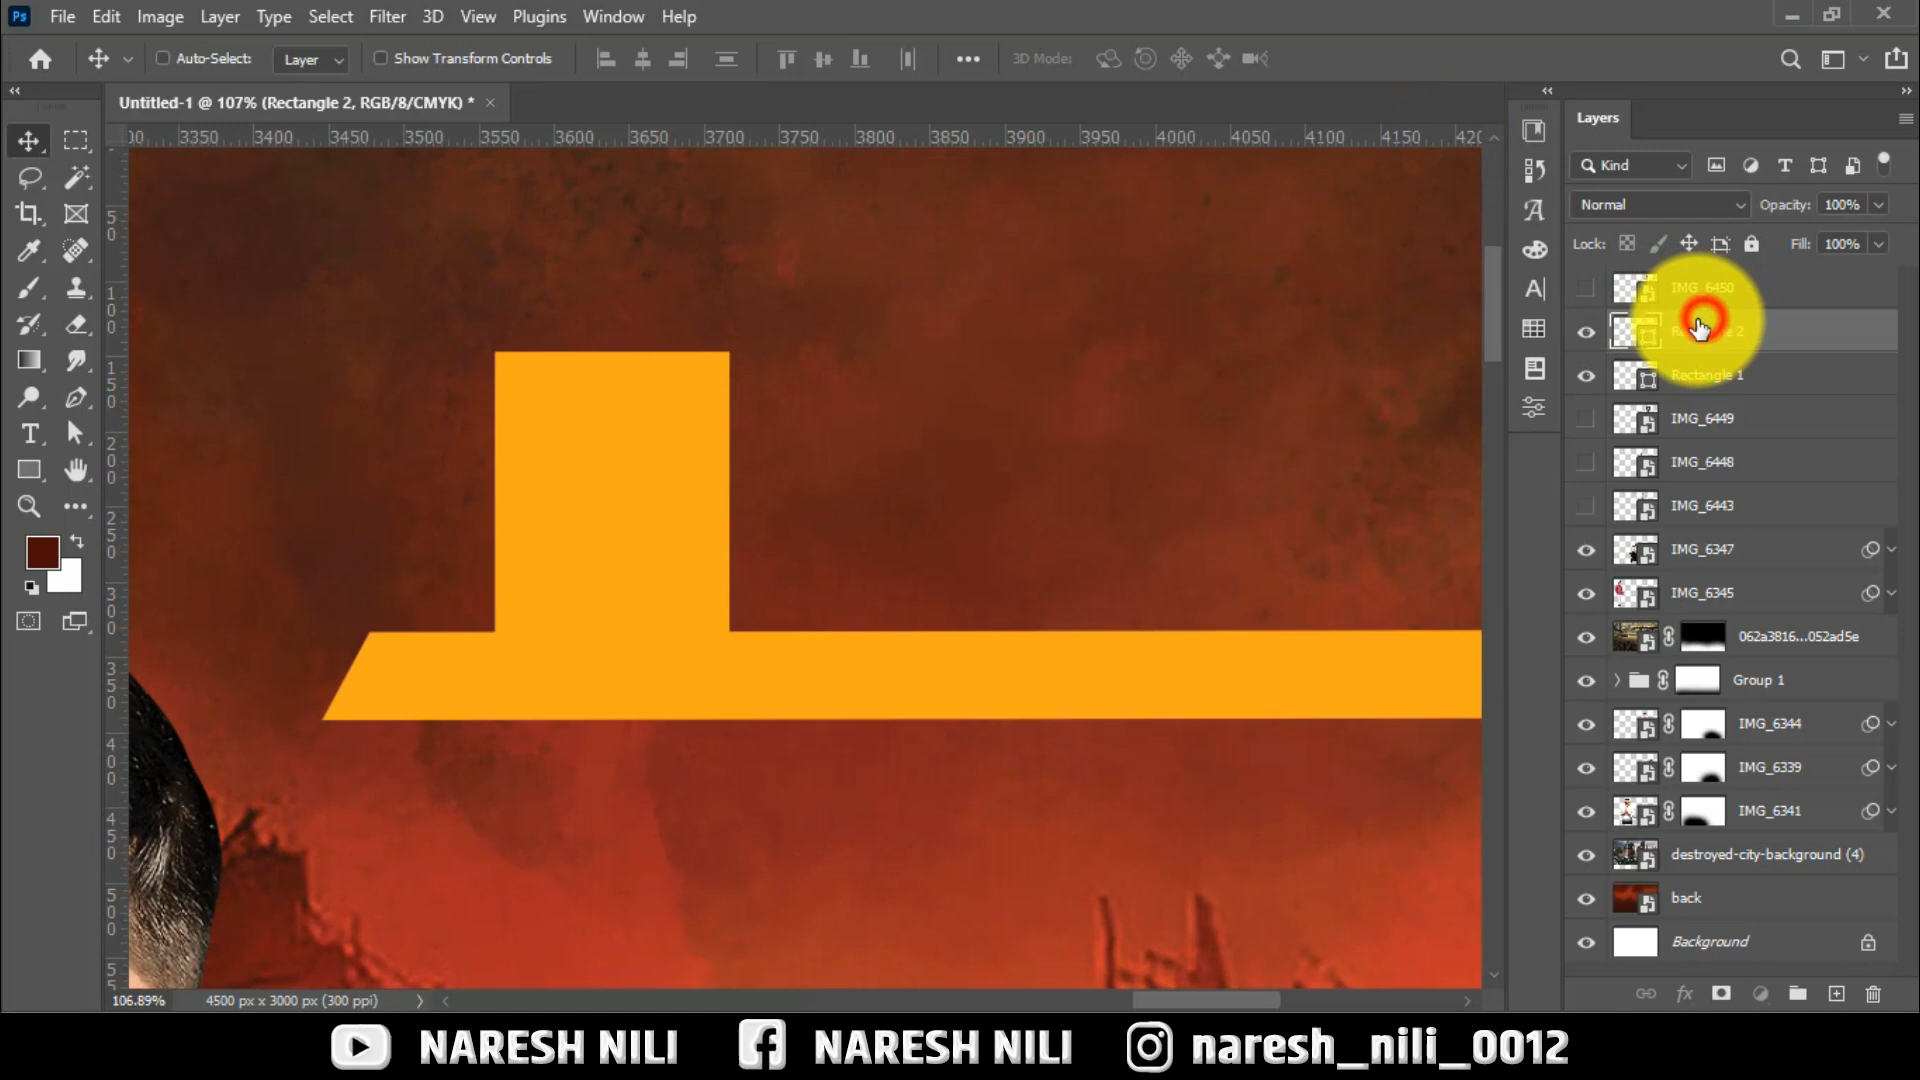 Ps File Edit Image Layer Type Select Filter 3D View Plugins Window Help
Auto-Select: Layer Show Transform Controls 3D Mode:
Untitled-1 @ 107% (Rectangle 2, RGB/8/CMYK) *
3350 3400 3450 3500 3550 3600 3650 3700 3750 3800 3850 3900 3950 4000 4050 4100 4150
Layers
Kind
Normal Opacity: 100%
Lock: Fill: 100%
IMG_6450
Rectangle 1
IMG_6449
IMG_6448
IMG_6443
IMG_6347
IMG_6345
062a3816...052ad5e
Group 1
IMG_6344
IMG_6339
IMG_6341
destroyed-city-background (4)
back
Background
106.89% 4500 px x 3000 px (300 ppi)
NARESH NILI NARESH NILI naresh_nili_0012